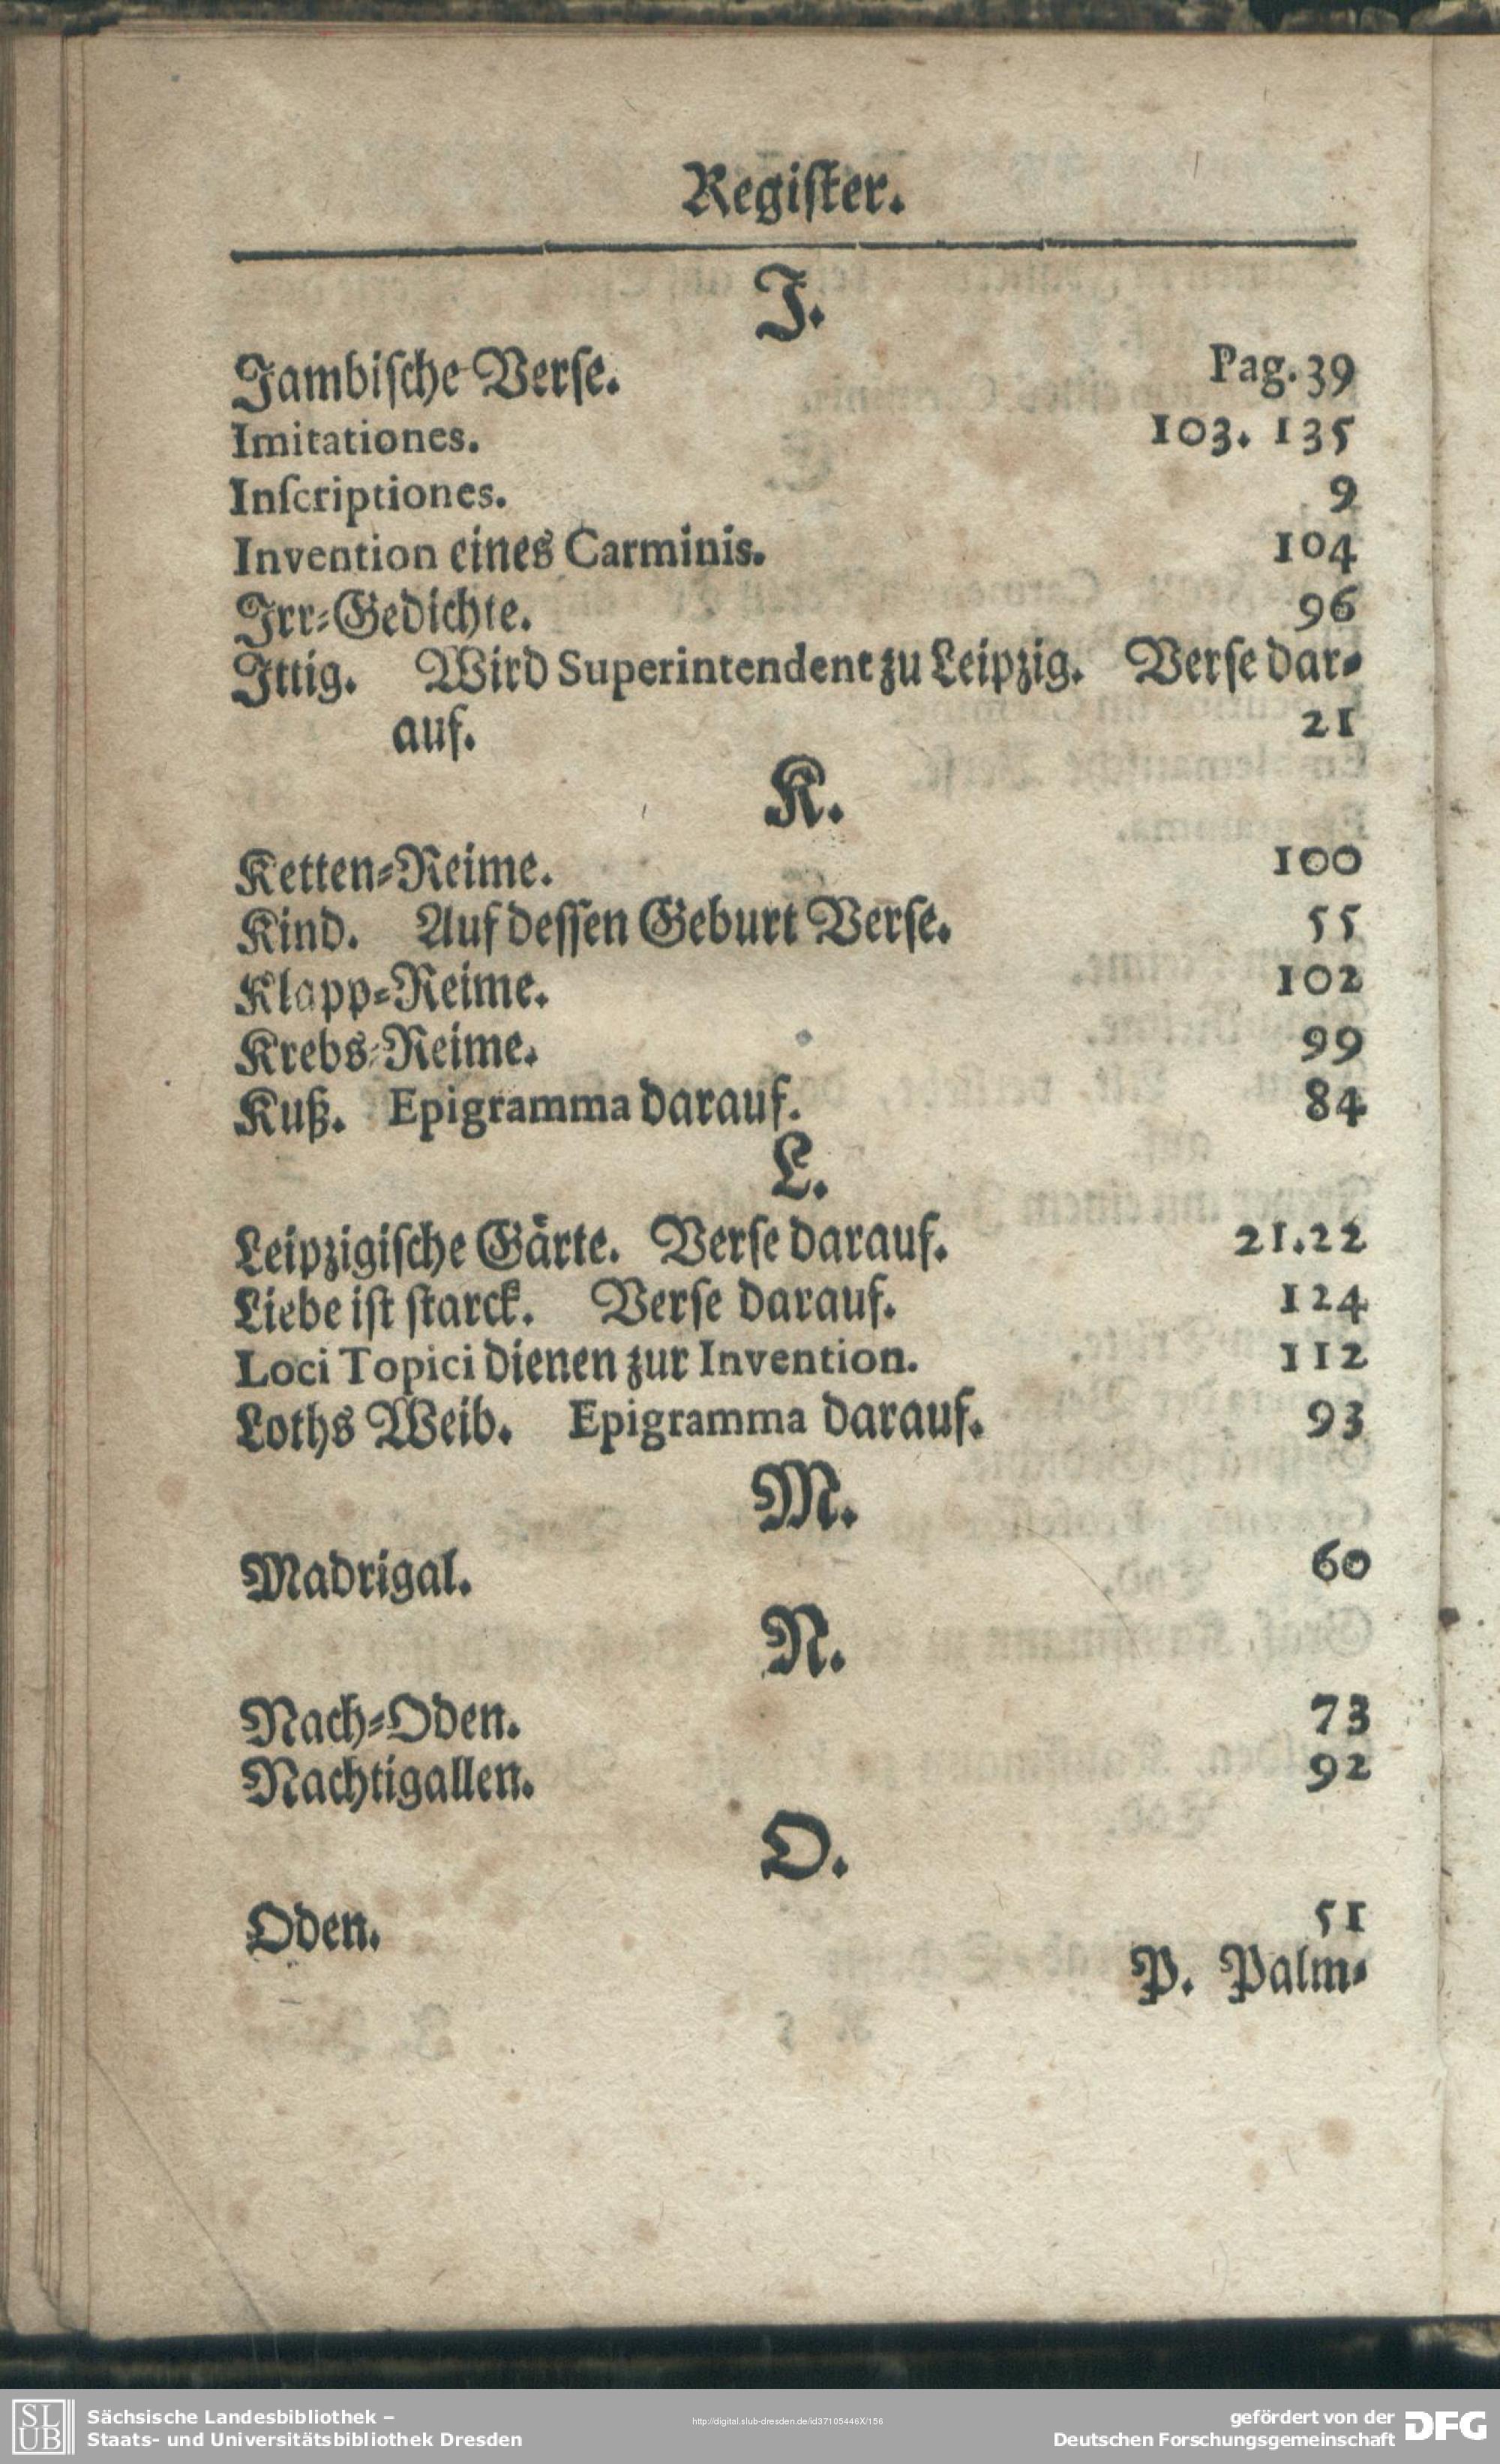 Regiſter.
J.
Jambiſche Verſe. Pag. 39
Imitationes. 103. 135
Inſcriptiones. 9
Invention eines Carminis. 104
Jrr-Gedichte. 96
Jttig. Wird Superintendent zu Leipzig. Verſe dar-
auf. 21
K.
Ketten-Reime. 100
Kind. Auf deſſen Geburt Verſe. 55
Klapp-Reime. 102
Krebs-Reime. 99
Kuß. Epigramma darauf. 84
L.
Leipzigiſche Gärte. Verſe darauf. 21.22
Liebe iſt ſtarck. Verſe darauf. 124
Loci Topici dienen zur Invention. 112
Loths Weib. Epigramma darauf. 93
M.
Madrigal. 60
N.
Nach-Oden. 73
Nachtigallen. 92
O.
Oden. 51
P. Palm-
SLUB
Sächsische Landesbibliothek –
Staats- und Universitätsbibliothek Dresden
http://digital.slub-dresden.de/id37105446X/156
gefördert von der
Deutschen Forschungsgemeinschaft
DFG